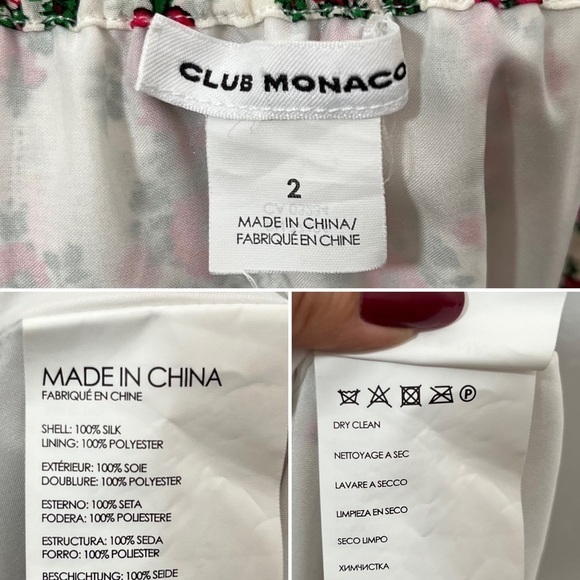 CLUB MONACO
2
MADE IN CHINA/
FABRIQUÉ EN CHINE
MADE IN CHINA
FABRIQUÉ EN CHINE
SHELL: 100% SILK
LINING: 100% POLYESTER
EXTÉRIEUR: 100% SOIE
DOUBLURE: 100% POLYESTER
ESTERNO: 100% SETA
FODERA: 100% POLIESTERE
ESTRUCTURA: 100% SEDA
FORRO: 100% POLIESTER
BESCHICHTUNG: 100% SEIDE
P
DRY CLEAN
NETTOYAGE A SEC
LAVARE A SECCO
LIMPIEZA EN SECO
SECO LIMPO
ХИМЧИСТКА